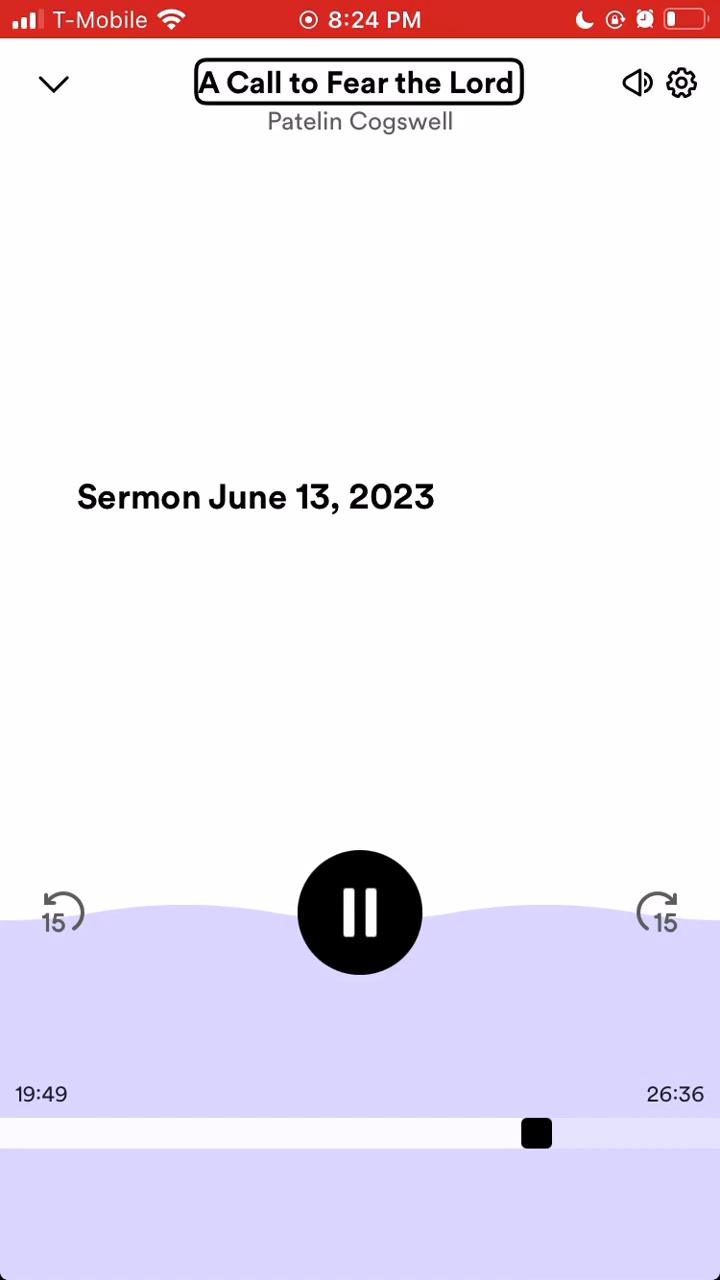 T-Mobile 8:24 PM
A Call to Fear the Lord
Patelin Cogswell
Sermon June 13, 2023
15 15
19:49 26:36